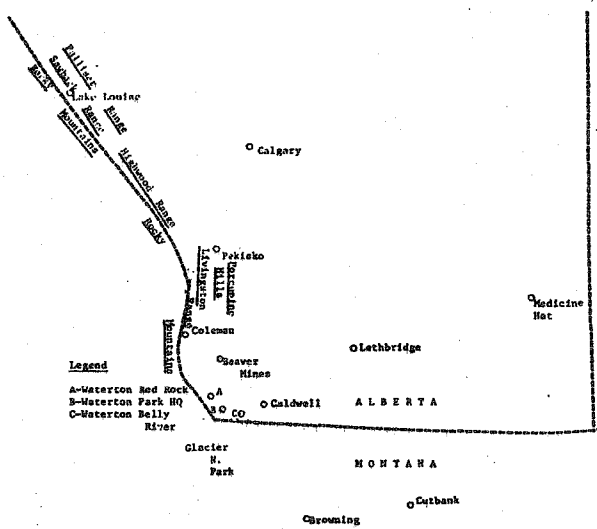 Palliser
Range
Sawback
Range
Rocky
Mountains
Lake Louise
Highwood Range
Rocky
Mountains
Calgary
Pekisko
Porcupine
Hills
Livingston
Range
Coleman
Medicine
Hat
Lethbridge
Beaver
Mines
Legend
A-Waterton Red Rock
B-Waterton Park HQ
C-Waterton Belly
River
A
B
C
Caldwell
ALBERTA
Glacier
N.
Park
MONTANA
Cutbank
Browning